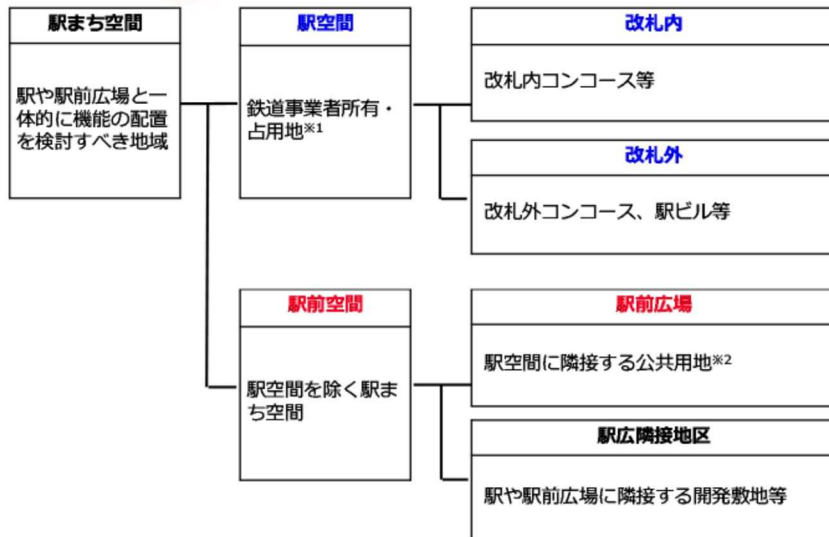 駅まち空間
駅や駅前広場と一
体的に機能の配置
を検討すべき地域
駅空間
鉄道事業者所有・
占用地※1
改札内
改札内コンコース等
改札外
改札外コンコース、駅ビル等
駅前空間
駅空間を除く駅ま
ち空間
駅前広場
駅空間に隣接する公共用地※2
駅広隣接地区
駅や駅前広場に隣接する開発敷地等